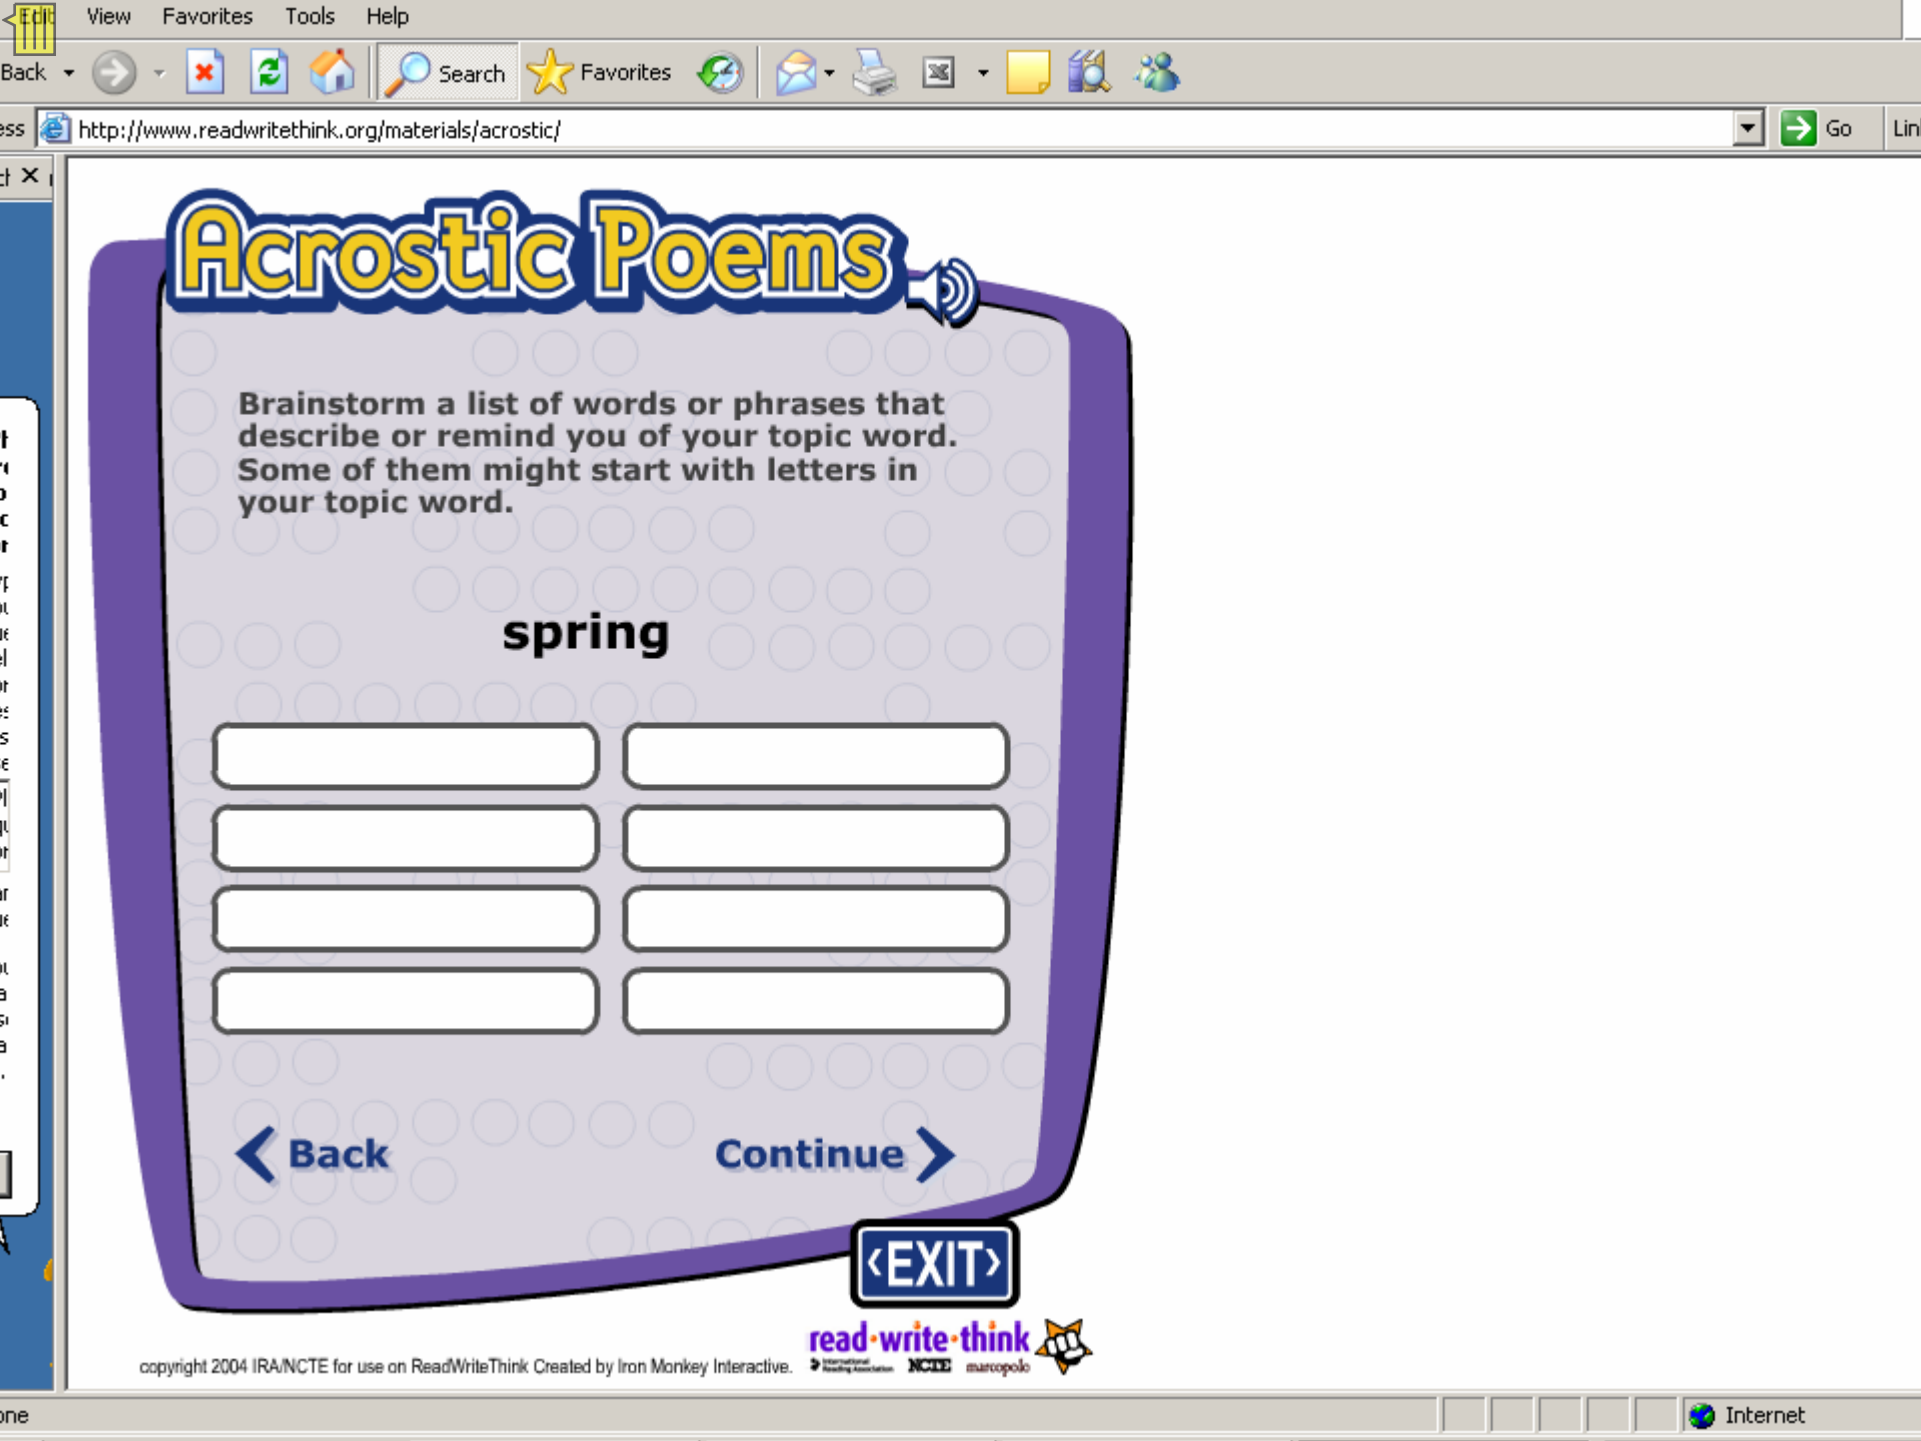 Edit View Favorites Tools Help
Back Search Favorites
http://www.readwritethink.org/materials/acrostic/ Go
Acrostic Poems
Brainstorm a list of words or phrases that
describe or remind you of your topic word.
Some of them might start with letters in
your topic word.
spring
Back Continue
‹EXIT›
read·write·think
copyright 2004 IRA/NCTE for use on ReadWriteThink Created by Iron Monkey Interactive. International Reading Association NCTE marcopolo
Internet